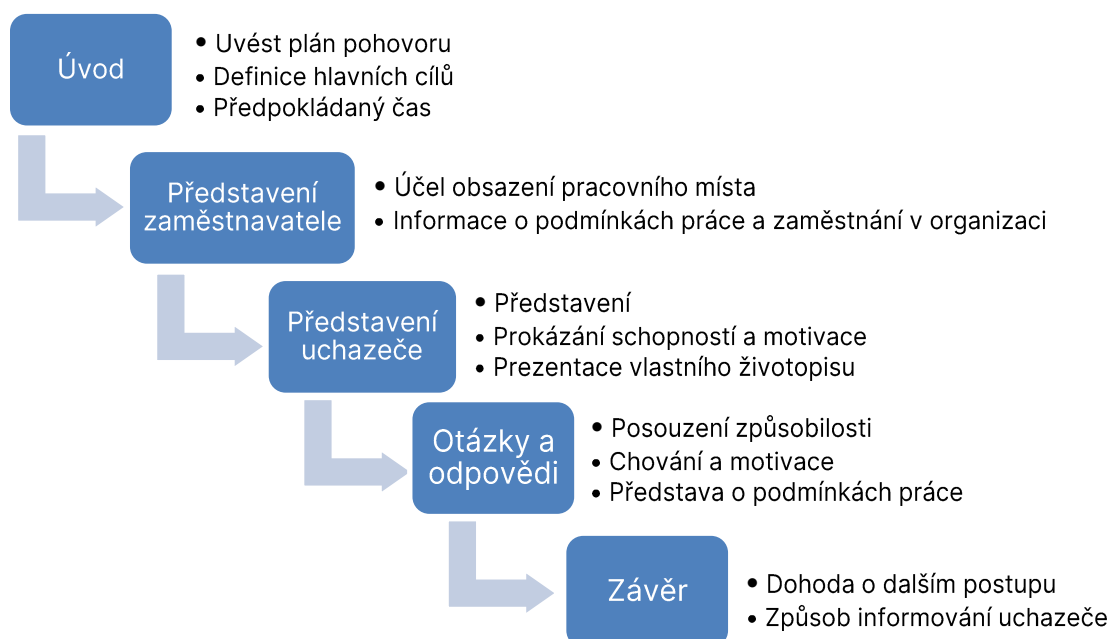 Úvod
• Uvést plán pohovoru
• Definice hlavních cílů
• Předpokládaný čas
Představení
zaměstnavatele
• Účel obsazení pracovního místa
• Informace o podmínkách práce a zaměstnání v organizaci
Představení
uchazeče
• Představení
• Prokázání schopností a motivace
• Prezentace vlastního životopisu
Otázky a
odpovědi
• Posouzení způsobilosti
• Chování a motivace
• Představa o podmínkách práce
Závěr
• Dohoda o dalším postupu
• Způsob informování uchazeče